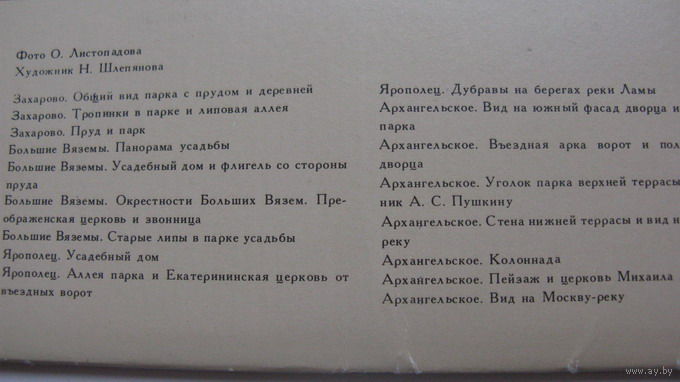 Фото О. Листопадова
Художник Н. Шлепянова
Захарово. Общий вид парка с прудом и деревней
Захарово. Тропинки в парке и липовая аллея
Захарово. Пруд и парк
Большие Вяземы. Панорама усадьбы
Большие Вяземы. Усадебный дом и флигель со стороны
пруда
Большие Вяземы. Окрестности Больших Вязем. Пре-
ображенская церковь и звонница
Большие Вяземы. Старые липы в парке усадьбы
Ярополец. Усадебный дом
Ярополец. Аллея парка и Екатерининская церковь от
въездных ворот
Ярополец. Дубравы на берегах реки Ламы
Архангельское. Вид на южный фасад дворца и
парка
Архангельское. Въездная арка ворот и пол
дворца
Архангельское. Уголок парка верхней террасы
ник А. С. Пушкину
Архангельское. Стена нижней террасы и вид н
реку
Архангельское. Колоннада
Архангельское. Пейзаж и церковь Михаила
Архангельское. Вид на Москву-реку
www.ay.by